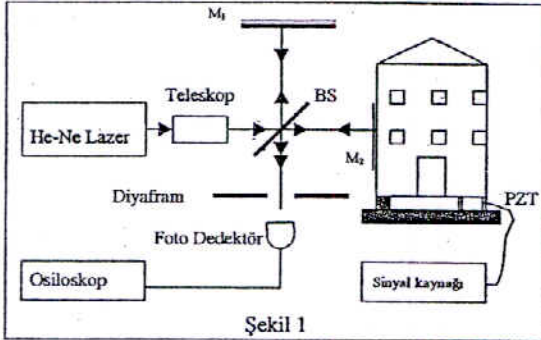 M₁
Teleskop
BS
He-Ne Lazer
M₂
Diyafram
PZT
Foto Dedektör
Osiloskop
Sinyal kaynağı
Şekil 1